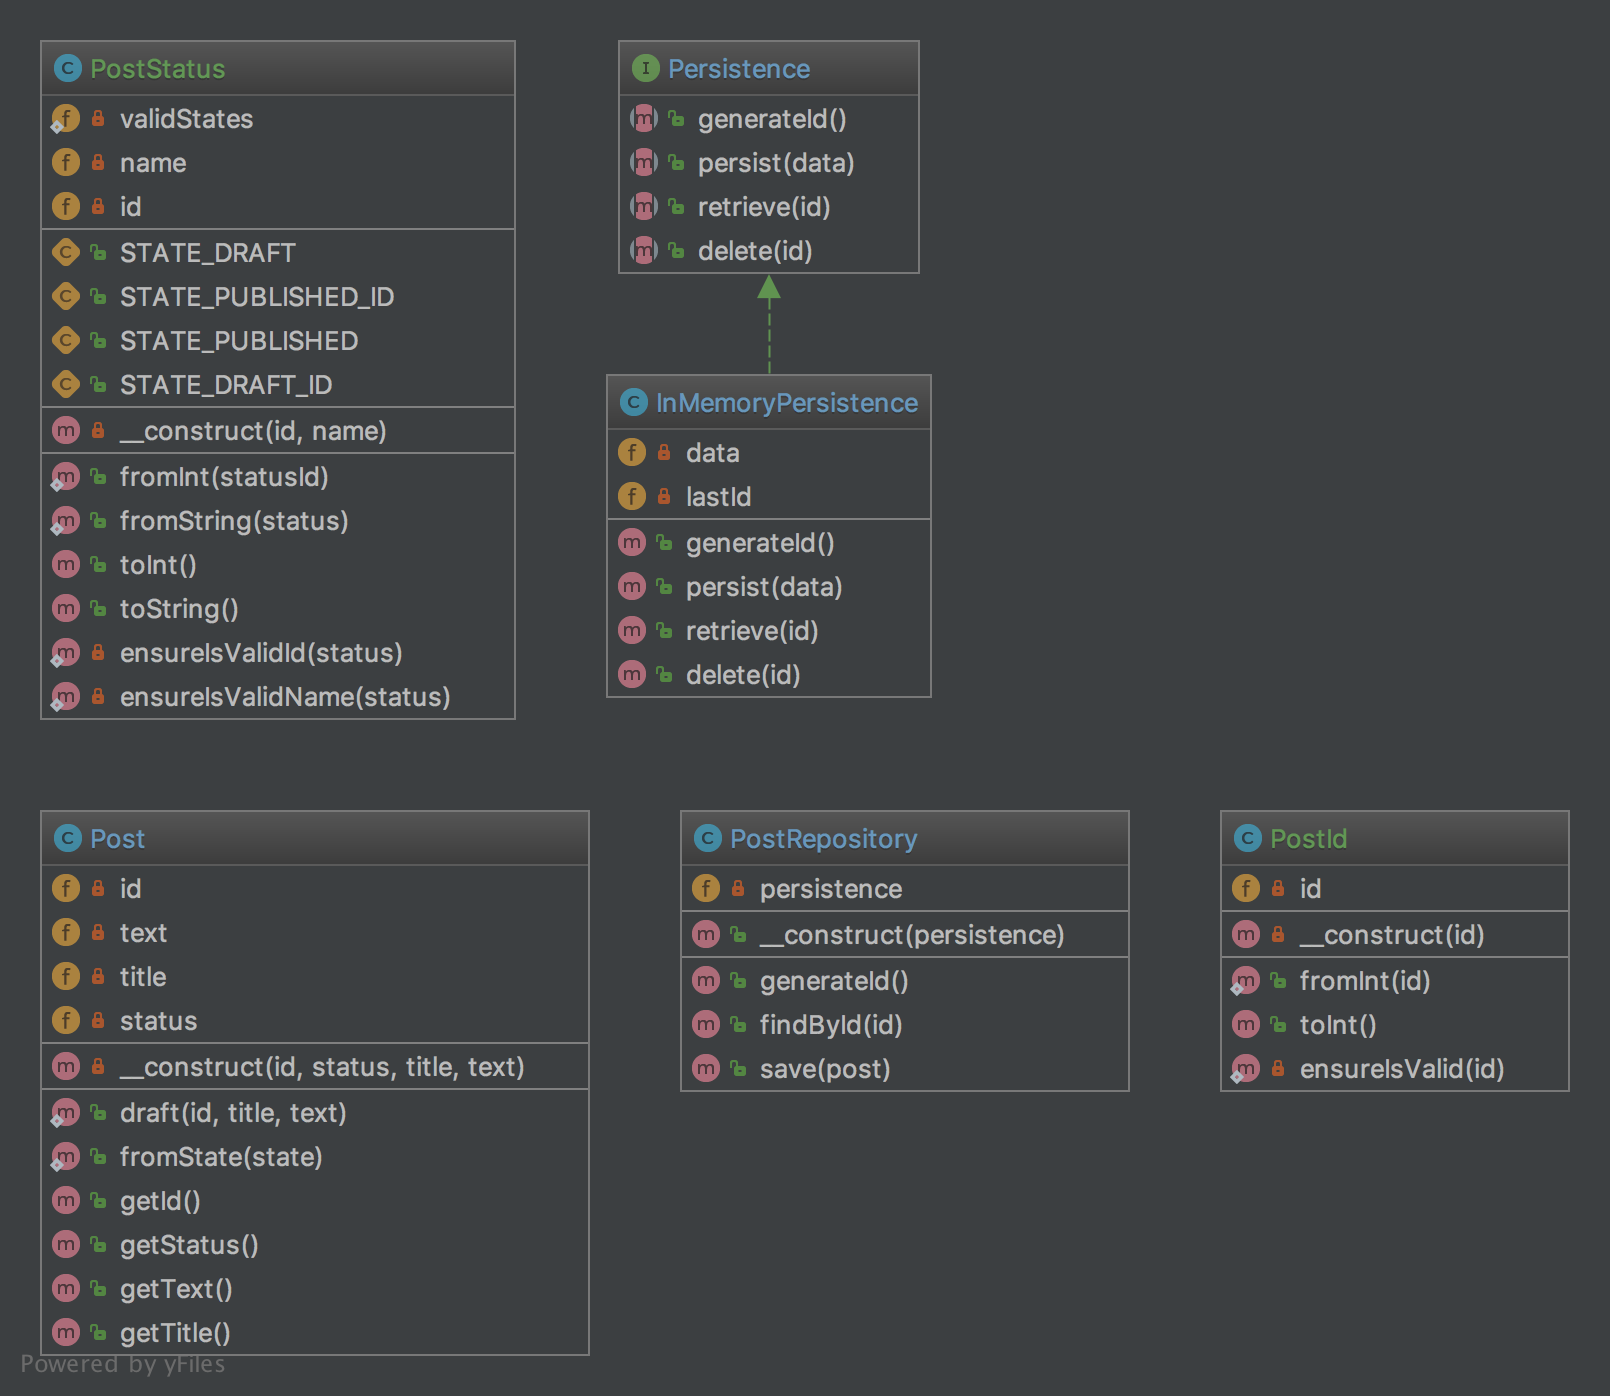 PostStatus
validStates
name
id
STATE_DRAFT
STATE_PUBLISHED_ID
STATE_PUBLISHED
STATE_DRAFT_ID
__construct(id, name)
fromInt(statusId)
fromString(status)
toInt()
toString()
ensureIsValidId(status)
ensureIsValidName(status)
Persistence
generateId()
persist(data)
retrieve(id)
delete(id)
InMemoryPersistence
data
lastId
generateId()
persist(data)
retrieve(id)
delete(id)
Post
id
text
title
status
__construct(id, status, title, text)
draft(id, title, text)
fromState(state)
getId()
getStatus()
getText()
getTitle()
PostRepository
persistence
__construct(persistence)
generateId()
findById(id)
save(post)
PostId
id
__construct(id)
fromInt(id)
toInt()
ensureIsValid(id)
Powered by yFiles